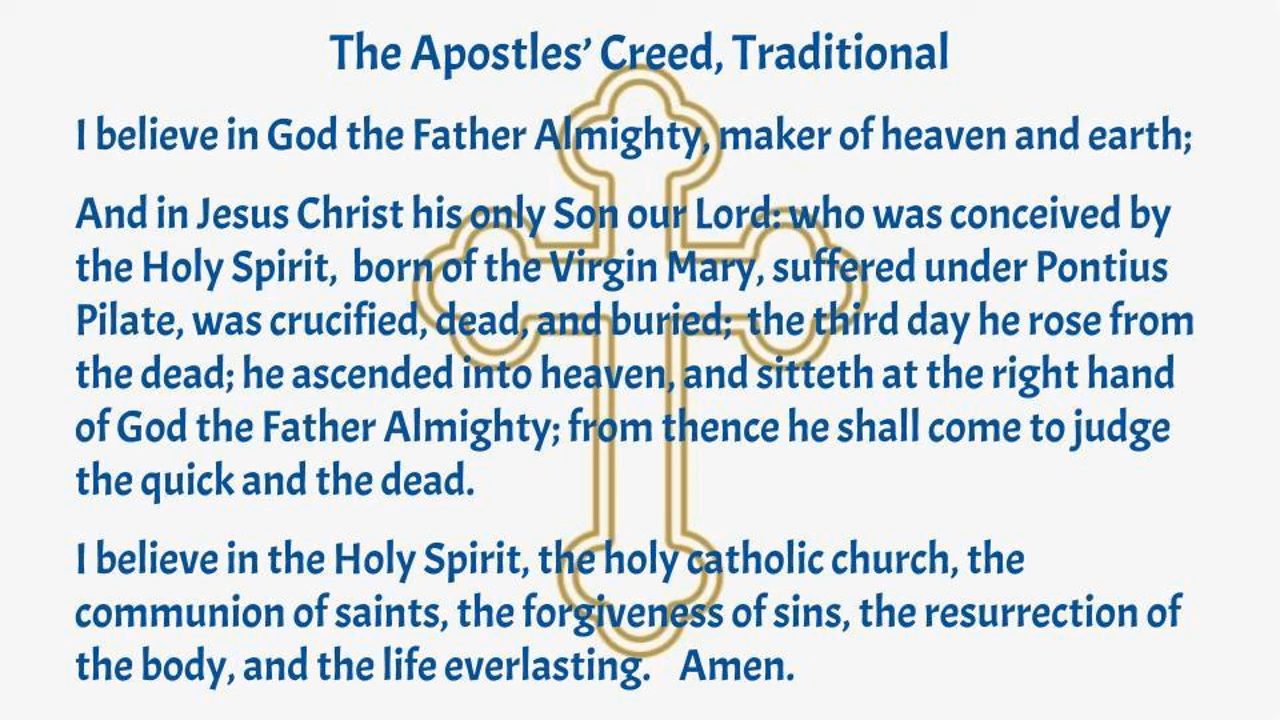 The Apostles’ Creed, Traditional
I believe in God the Father Almighty, maker of heaven and earth;
And in Jesus Christ his only Son our Lord: who was conceived by
the Holy Spirit, born of the Virgin Mary, suffered under Pontius
Pilate, was crucified, dead, and buried; the third day he rose from
the dead; he ascended into heaven, and sitteth at the right hand
of God the Father Almighty; from thence he shall come to judge
the quick and the dead.
I believe in the Holy Spirit, the holy catholic church, the
communion of saints, the forgiveness of sins, the resurrection of
the body, and the life everlasting. Amen.